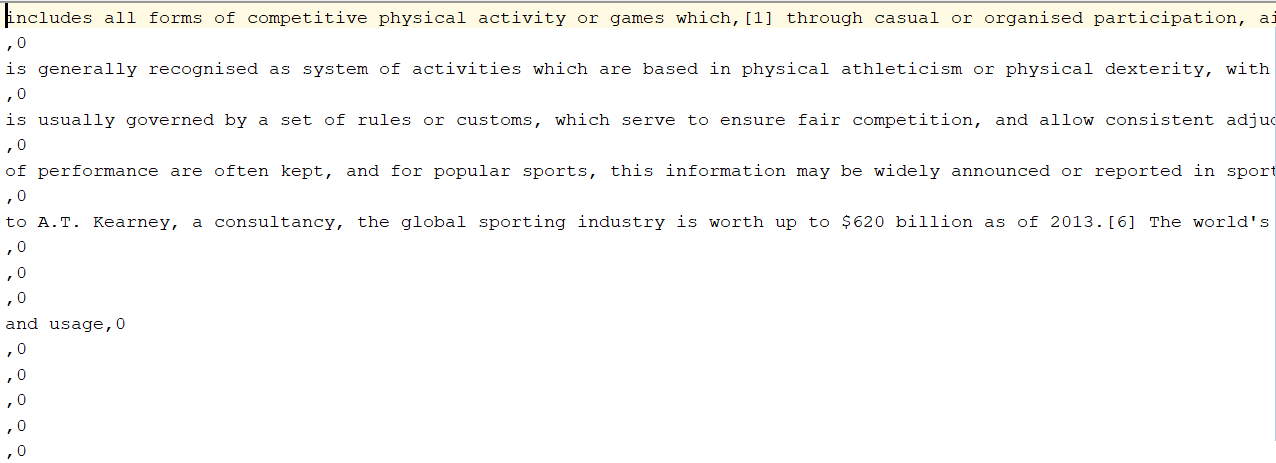 includes all forms of competitive physical activity or games which,[1] through casual or organised participation,
,0
is generally recognised as system of activities which are based in physical athleticism or physical dexterity, with
,0
is usually governed by a set of rules or customs, which serve to ensure fair competition, and allow consistent
,0
of performance are often kept, and for popular sports, this information may be widely announced or reported in sport
,0
to A.T. Kearney, a consultancy, the global sporting industry is worth up to $620 billion as of 2013.[6] The world's
,0
,0
,0
and usage,0
,0
,0
,0
,0
,0